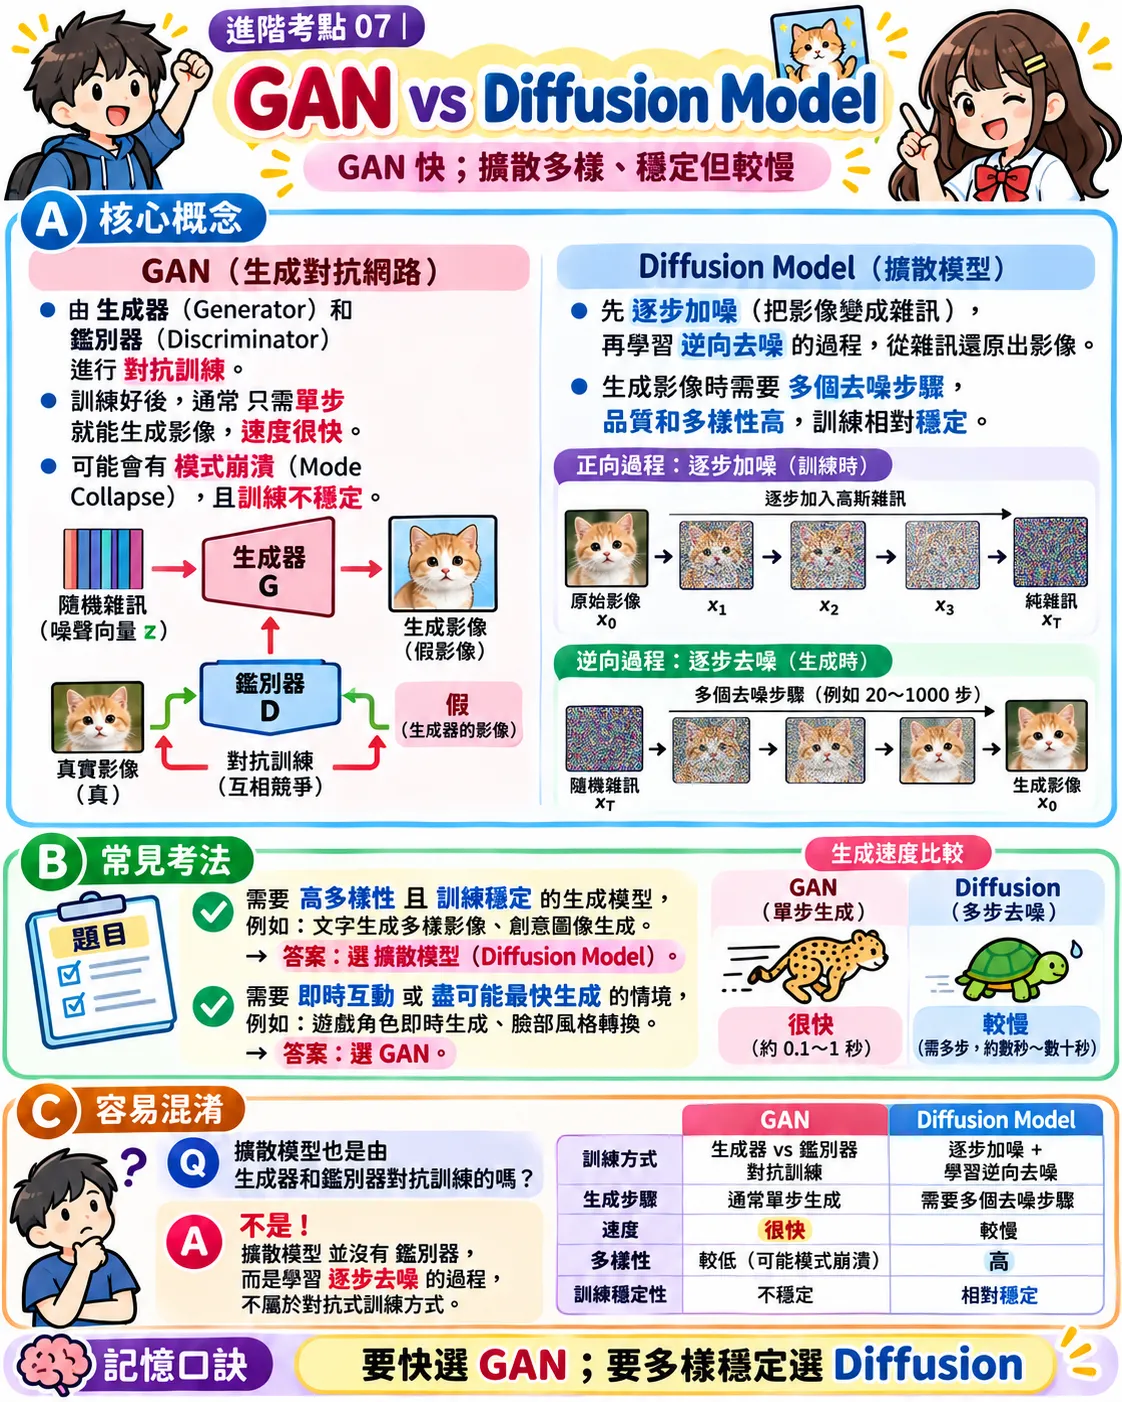 進階考點 07 |
GAN vs Diffusion Model
GAN 快；擴散多樣、穩定但較慢
A 核心概念
GAN（生成對抗網路）
● 由 生成器（Generator）和
鑑別器（Discriminator）
進行 對抗訓練。
● 訓練好後，通常 只需單步
就能生成影像，速度很快。
● 可能會有 模式崩潰（Mode
Collapse），且訓練不穩定。
隨機雜訊
（噪聲向量 z）
生成器
G
生成影像
（假影像）
鑑別器
D
真實影像
（真）
對抗訓練
（互相競爭）
假
（生成器的影像）
Diffusion Model（擴散模型）
● 先 逐步加噪（把影像變成雜訊），
再學習 逆向去噪 的過程，從雜訊還原出影像。
● 生成影像時需要 多個去噪步驟，
品質和多樣性高，訓練相對穩定。
正向過程：逐步加噪（訓練時）
逐步加入高斯雜訊
原始影像
x₀
x₁
x₂
x₃
純雜訊
x_T
逆向過程：逐步去噪（生成時）
多個去噪步驟（例如 20～1000 步）
隨機雜訊
x_T
生成影像
x₀
B 常見考法
題目
需要 高多樣性 且 訓練穩定 的生成模型，
例如：文字生成多樣影像、創意圖像生成。
→ 答案：選 擴散模型（Diffusion Model）。
需要 即時互動 或 盡可能最快生成 的情境，
例如：遊戲角色即時生成、臉部風格轉換。
→ 答案：選 GAN。
生成速度比較
GAN
（單步生成）
很快
（約 0.1～1 秒）
Diffusion
（多步去噪）
較慢
（需多步，約數秒～數十秒）
C 容易混淆
?
Q 擴散模型也是由
生成器和鑑別器對抗訓練的嗎？
A 不是！
擴散模型 並沒有 鑑別器，
而是學習 逐步去噪 的過程，
不屬於對抗式訓練方式。
GAN Diffusion Model
訓練方式 生成器 vs 鑑別器 對抗訓練 逐步加噪 + 學習逆向去噪
生成步驟 通常單步生成 需要多個去噪步驟
速度 很快 較慢
多樣性 較低（可能模式崩潰） 高
訓練穩定性 不穩定 相對穩定
記憶口訣
要快選 GAN；要多樣穩定選 Diffusion